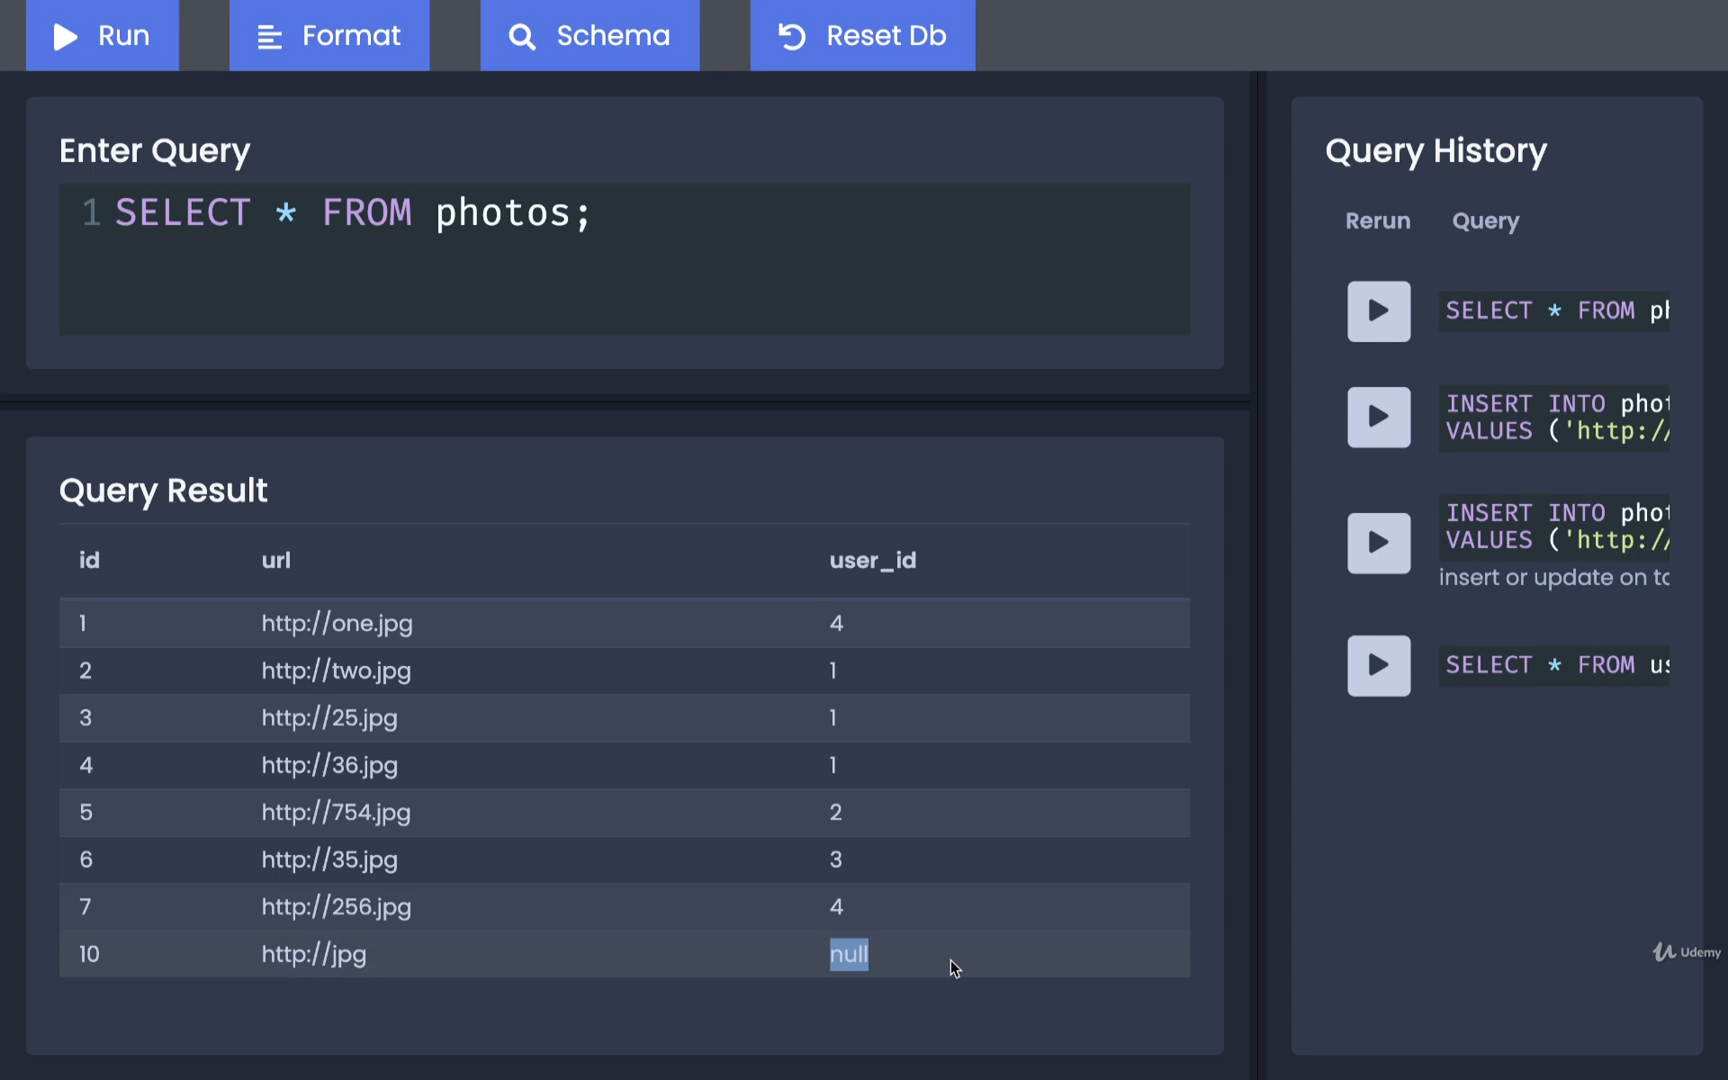 Run
Format
Schema
Reset Db
Enter Query
1 SELECT * FROM photos;
Query Result
id url user_id
1 http://one.jpg 4
2 http://two.jpg 1
3 http://25.jpg 1
4 http://36.jpg 1
5 http://754.jpg 2
6 http://35.jpg 3
7 http://256.jpg 4
10 http://jpg null
Query History
Rerun Query
SELECT * FROM ph
INSERT INTO phot
VALUES ('http://
INSERT INTO phot
VALUES ('http://
insert or update on ta
SELECT * FROM us
Udemy